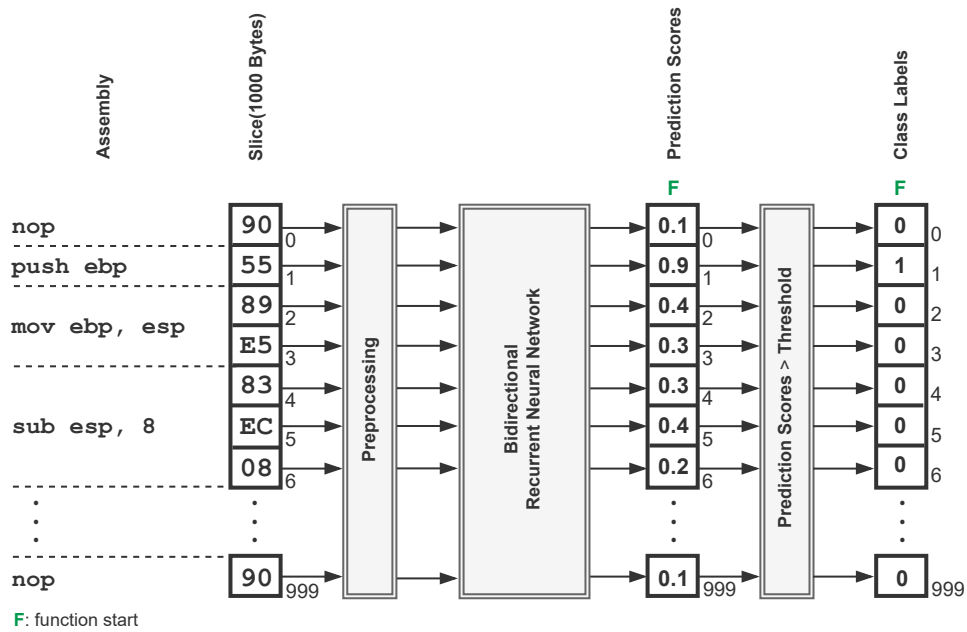 Assembly
Slice(1000 Bytes)
Prediction Scores
Class Labels
F F
nop 90 0 0.1 0 0 0
push ebp 55 1 0.9 1 1 1
89 2 0.4 2 0 2
mov ebp, esp
E5 3 0.3 3 0 3
83 4 0.3 4 0 4
sub esp, 8 EC 5 0.4 5 0 5
08 6 0.2 6 0 6
Preprocessing
Bidirectional
Recurrent Neural Network
Prediction Scores > Threshold
nop 90 999 0.1 999 0 999
F: function start